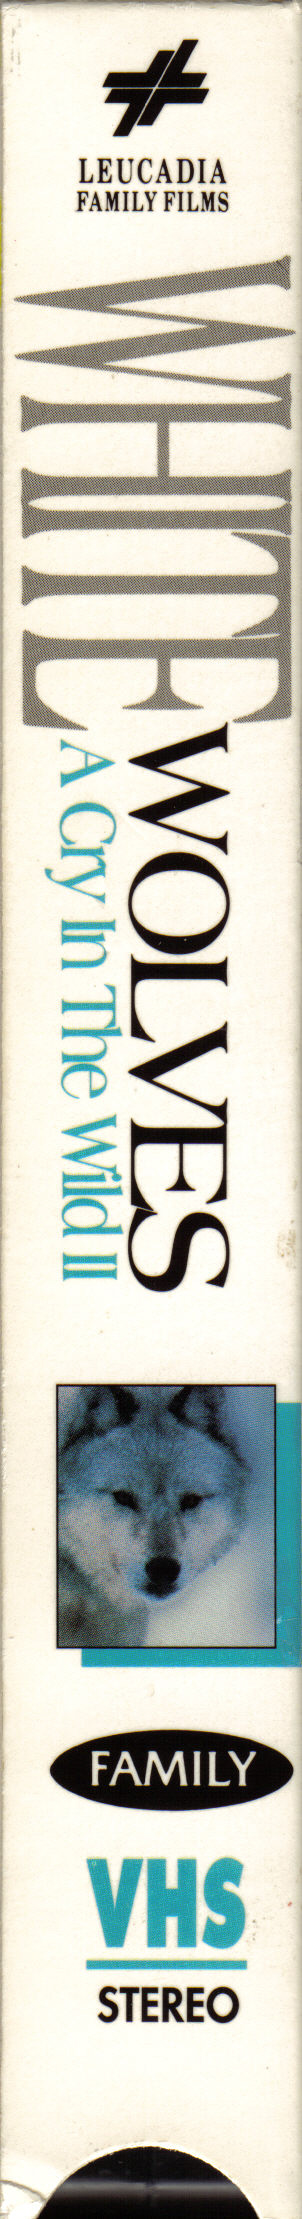 LEUCADIA
FAMILY FILMS
WHITE
WOLVES
A Cry In The Wild II
FAMILY
VHS
STEREO